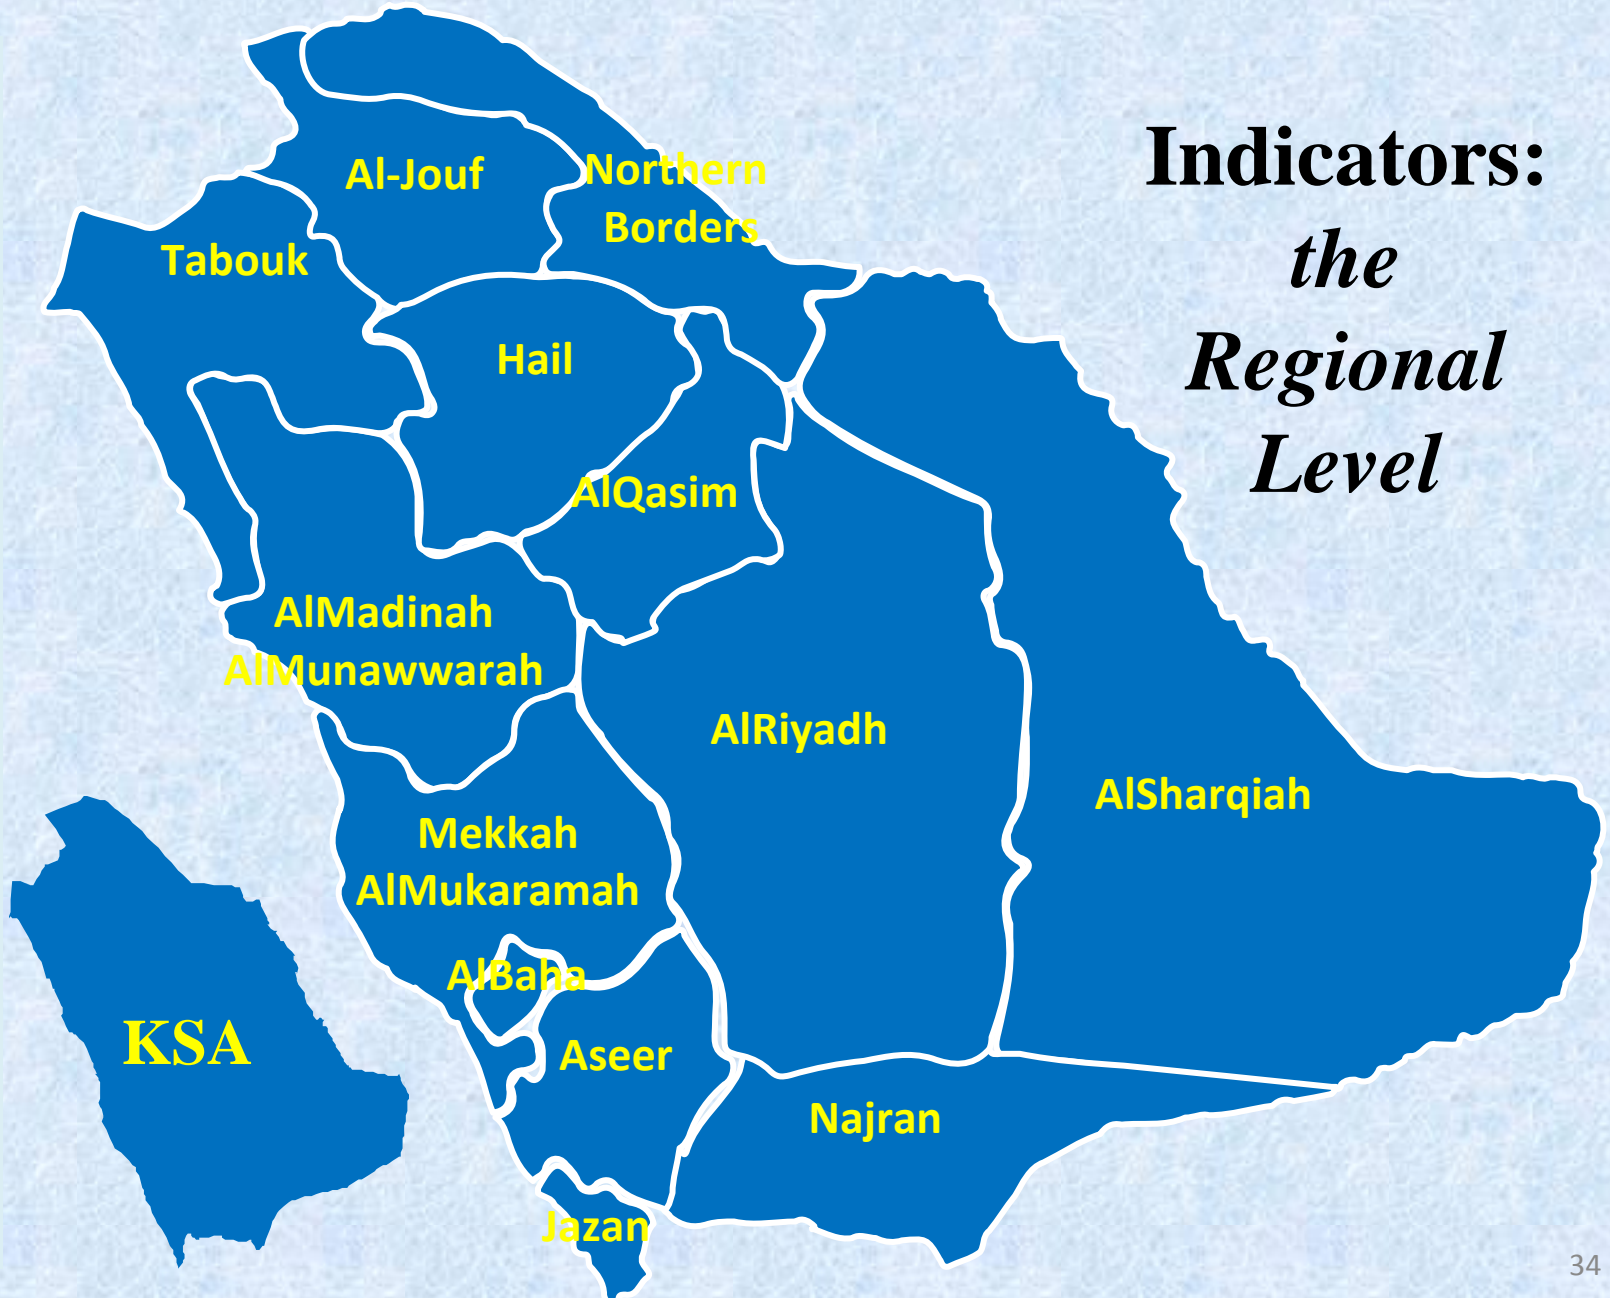 Indicators:
the
Regional
Level
Al-Jouf
Northern
Borders
Tabouk
Hail
AlQasim
AlMadinah
AlMunawwarah
AlRiyadh
AlSharqiah
Mekkah
AlMukaramah
AlBaha
Aseer
KSA
Najran
Jazan
34